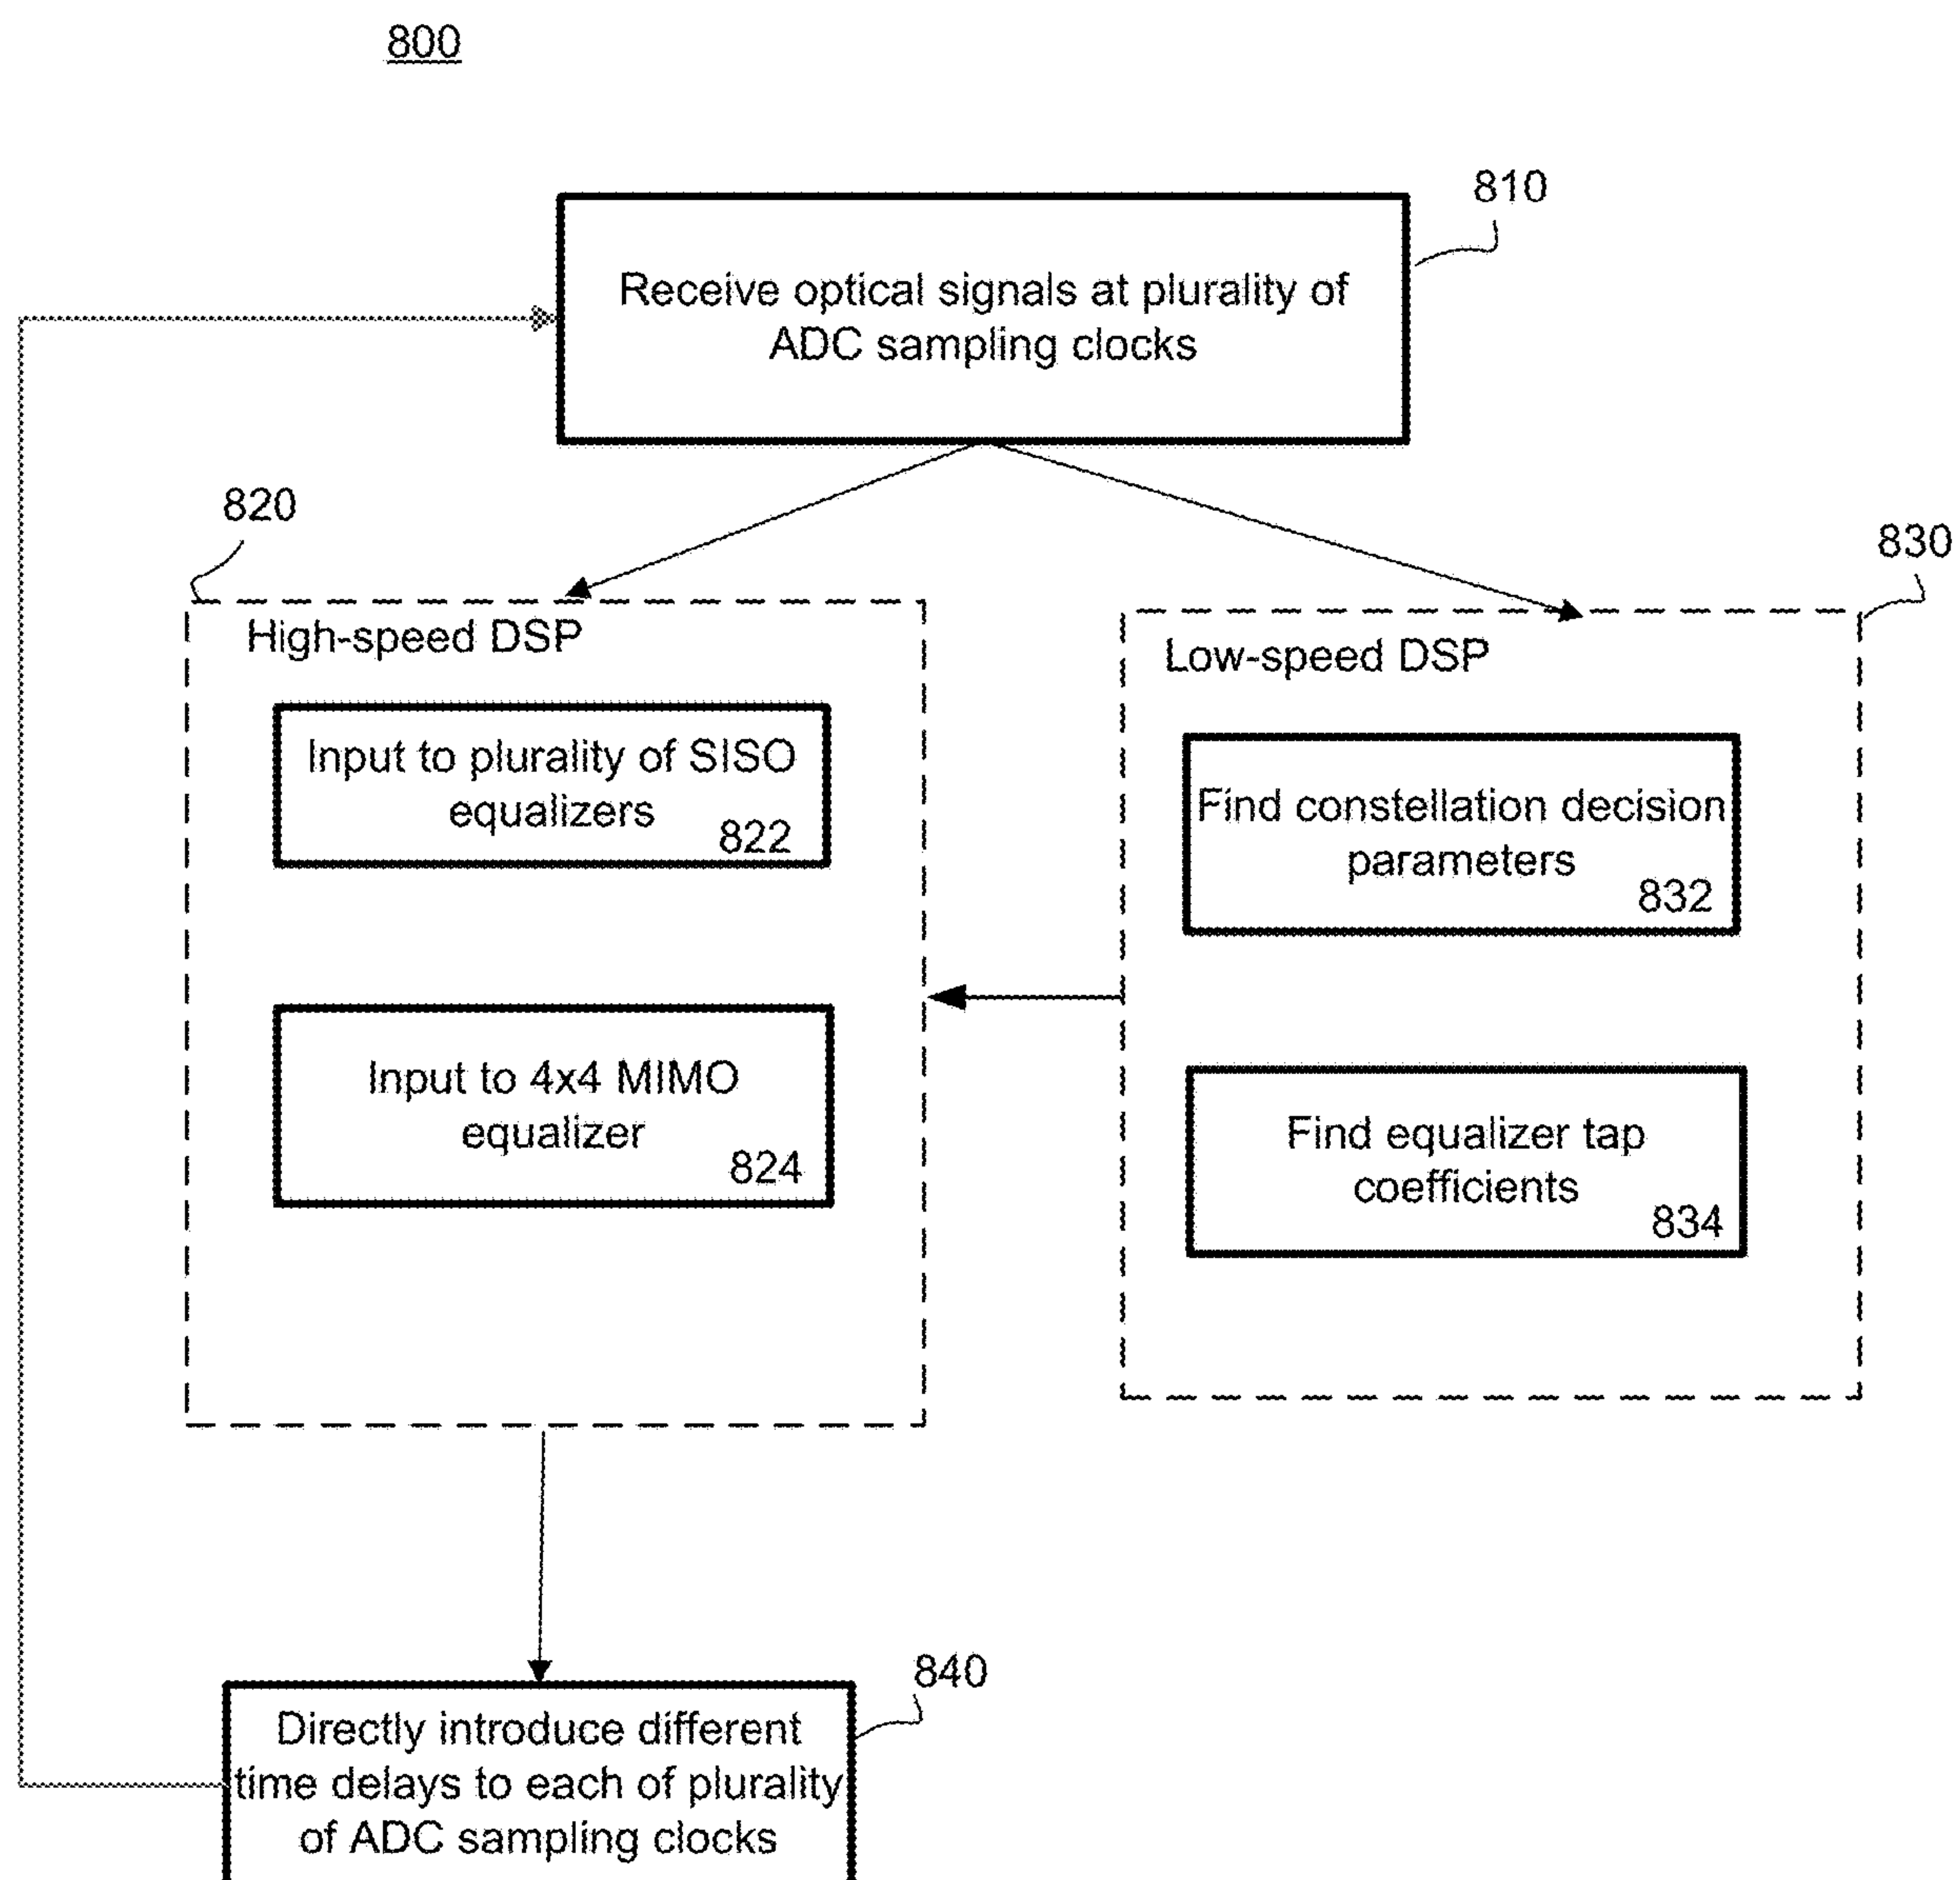 800
810
Receive optical signals at plurality of
ADC sampling clocks
820
830
High-speed DSP
Low-speed DSP
Input to plurality of SISO
equalizers
822
Find constellation decision
parameters
832
Input to 4x4 MIMO
equalizer
824
Find equalizer tap
coefficients
834
840
Directly introduce different
time delays to each of plurality
of ADC sampling clocks